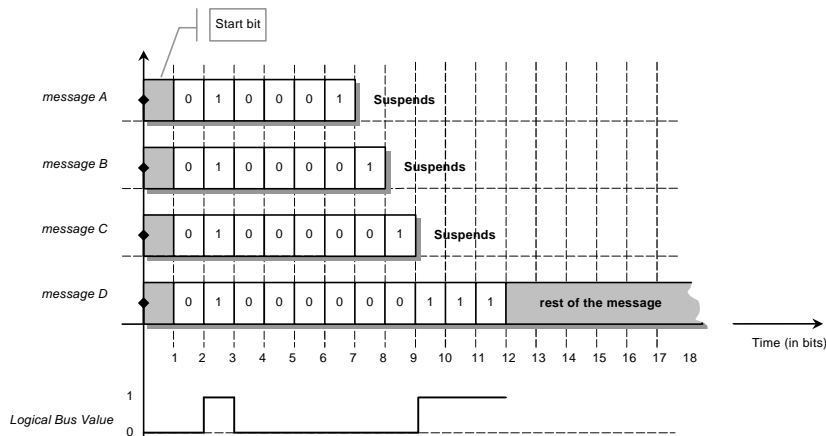 Start bit
message A 0 1 0 0 0 1 Suspends
message B 0 1 0 0 0 0 1 Suspends
message C 0 1 0 0 0 0 0 1 Suspends
message D 0 1 0 0 0 0 0 0 1 1 1 rest of the message
1 2 3 4 5 6 7 8 9 10 11 12 13 14 15 16 17 18
Time (in bits)
1
Logical Bus Value
0